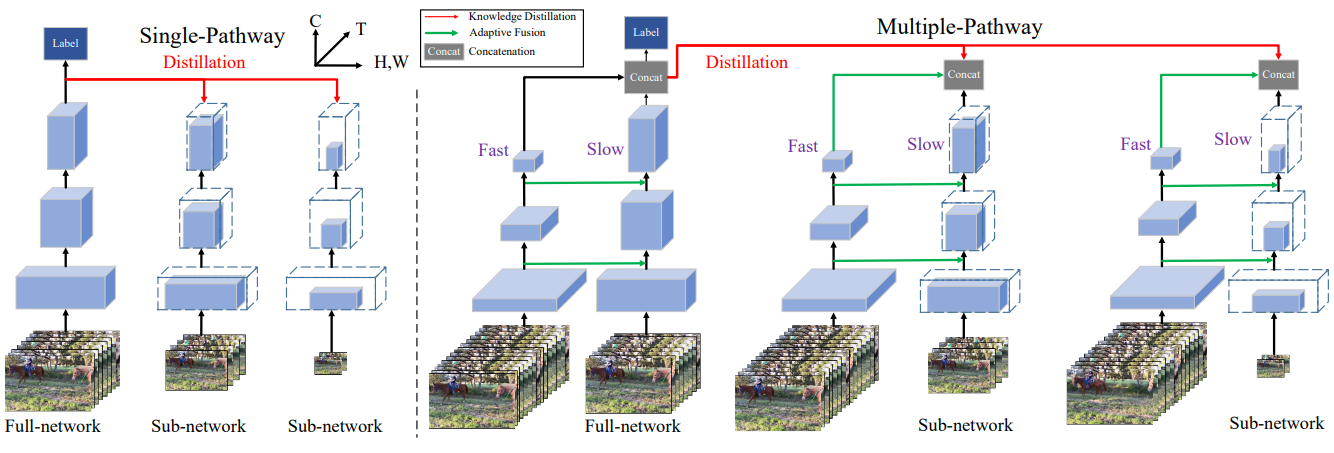 Label
Single-Pathway
Distillation
C
T
H,W
Full-network
Sub-network
Sub-network
Knowledge Distillation
Adaptive Fusion
Concat
Concatenation
Label
Multiple-Pathway
Distillation
Concat
Concat
Concat
Fast
Slow
Fast
Slow
Fast
Slow
Full-network
Sub-network
Sub-network